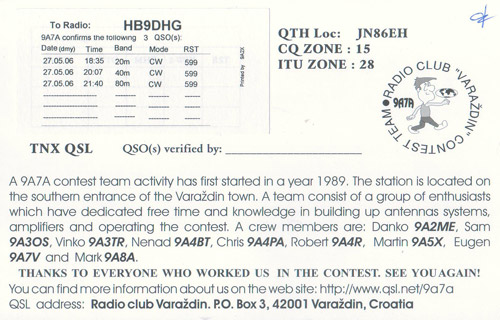 To Radio: HB9DHG
9A7A confirms the following 3 QSO(s):
Date(dmy) Time Band Mode RST
27.05.06 18:35 20m CW 599
27.05.06 20:07 40m CW 599
27.05.06 21:40 80m CW 599
Printed by 9A2X
QTH Loc: JN86EH
CQ ZONE : 15
ITU ZONE : 28
RADIO CLUB "VARAŽDIN" CONTEST TEAM
9A7A
TNX QSL QSO(s) verified by:
A 9A7A contest team activity has first started in a year 1989. The station is located on
the southern entrance of the Varaždin town. A team consist of a group of enthusiasts
which have dedicated free time and knowledge in building up antennas systems,
amplifiers and operating the contest. A crew members are: Danko 9A2ME, Sam
9A3OS, Vinko 9A3TR, Nenad 9A4BT, Chris 9A4PA, Robert 9A4R, Martin 9A5X, Eugen
9A7V and Mark 9A8A.
THANKS TO EVERYONE WHO WORKED US IN THE CONTEST. SEE YOU AGAIN!
You can find more information about us on the web site: http://www.qsl.net/9a7a
QSL address: Radio club Varaždin. P.O. Box 3, 42001 Varaždin, Croatia